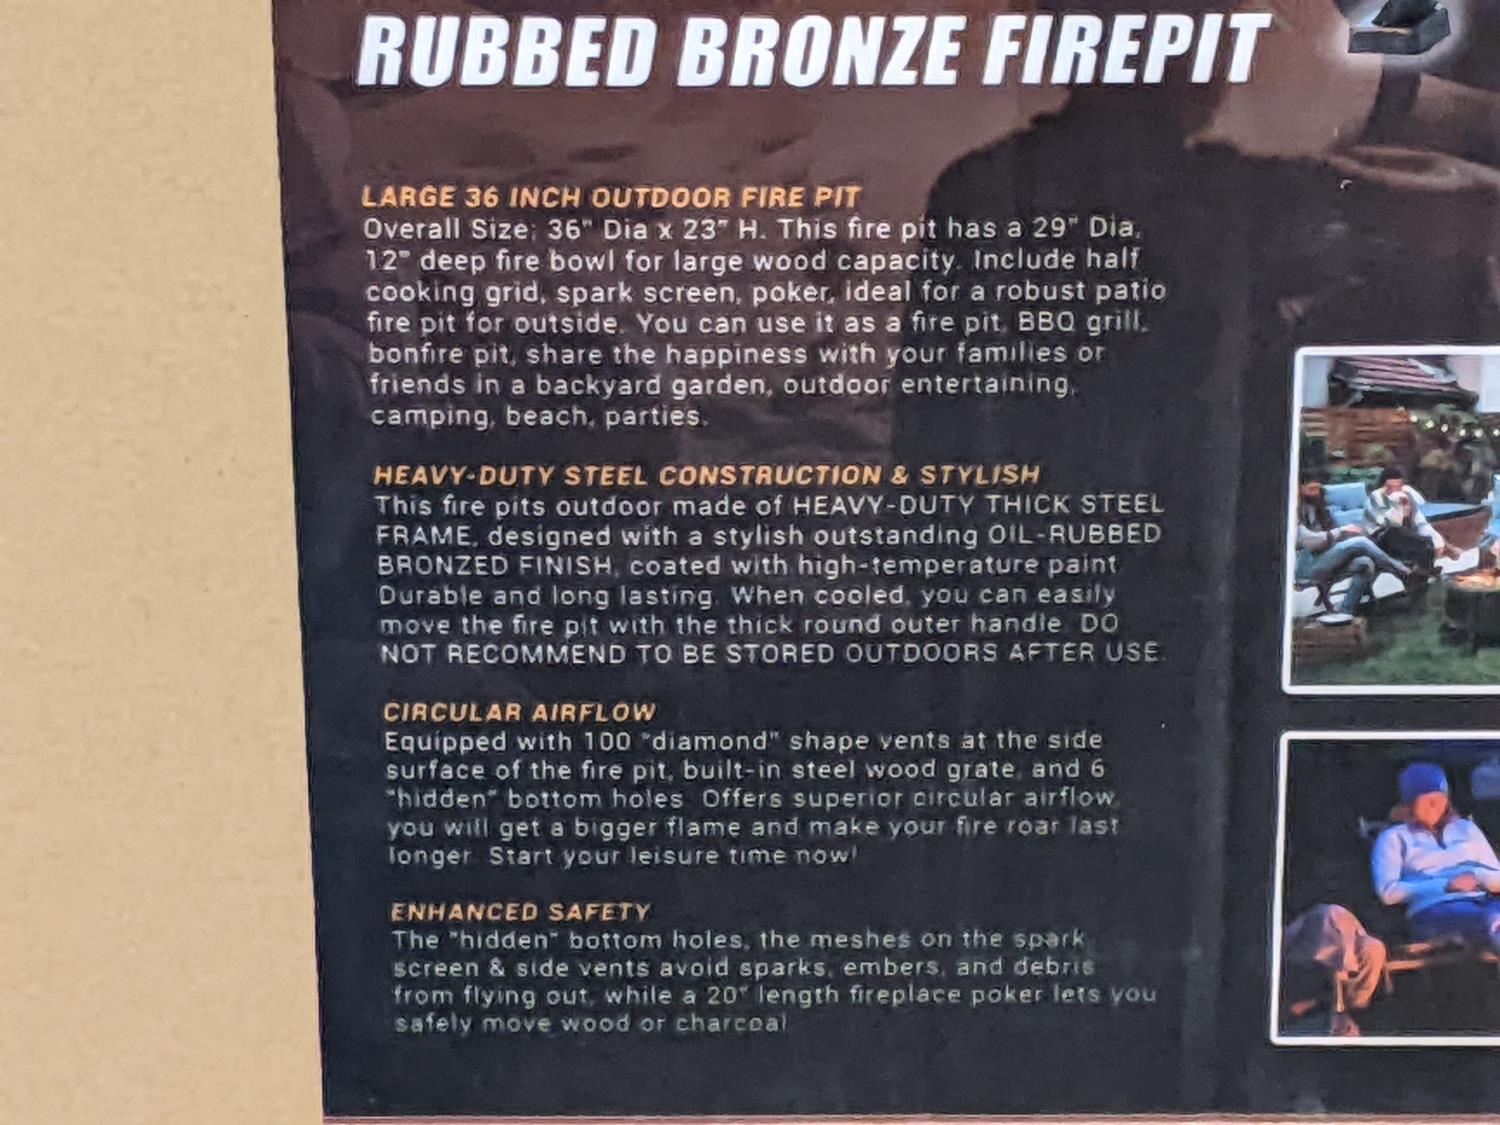 RUBBED BRONZE FIREPIT
LARGE 36 INCH OUTDOOR FIRE PIT
Overall Size: 36" Dia x 23" H. This fire pit has a 29" Dia,
12" deep fire bowl for large wood capacity. Include half
cooking grid, spark screen, poker, ideal for a robust patio
fire pit for outside. You can use it as a fire pit, BBQ grill,
bonfire pit, share the happiness with your families or
friends in a backyard garden, outdoor entertaining,
camping, beach, parties.
HEAVY-DUTY STEEL CONSTRUCTION & STYLISH
This fire pits outdoor made of HEAVY-DUTY THICK STEEL
FRAME, designed with a stylish outstanding OIL-RUBBED
BRONZED FINISH, coated with high-temperature paint.
Durable and long lasting. When cooled, you can easily
move the fire pit with the thick round outer handle. DO
NOT RECOMMEND TO BE STORED OUTDOORS AFTER USE.
CIRCULAR AIRFLOW
Equipped with 100 "diamond" shape vents at the side
surface of the fire pit, built-in steel wood grate, and 6
"hidden" bottom holes. Offers superior circular airflow,
you will get a bigger flame and make your fire roar last
longer. Start your leisure time now!
ENHANCED SAFETY
The "hidden" bottom holes, the meshes on the spark
screen & side vents avoid sparks, embers, and debris
from flying out, while a 20" length fireplace poker lets you
safely move wood or charcoal